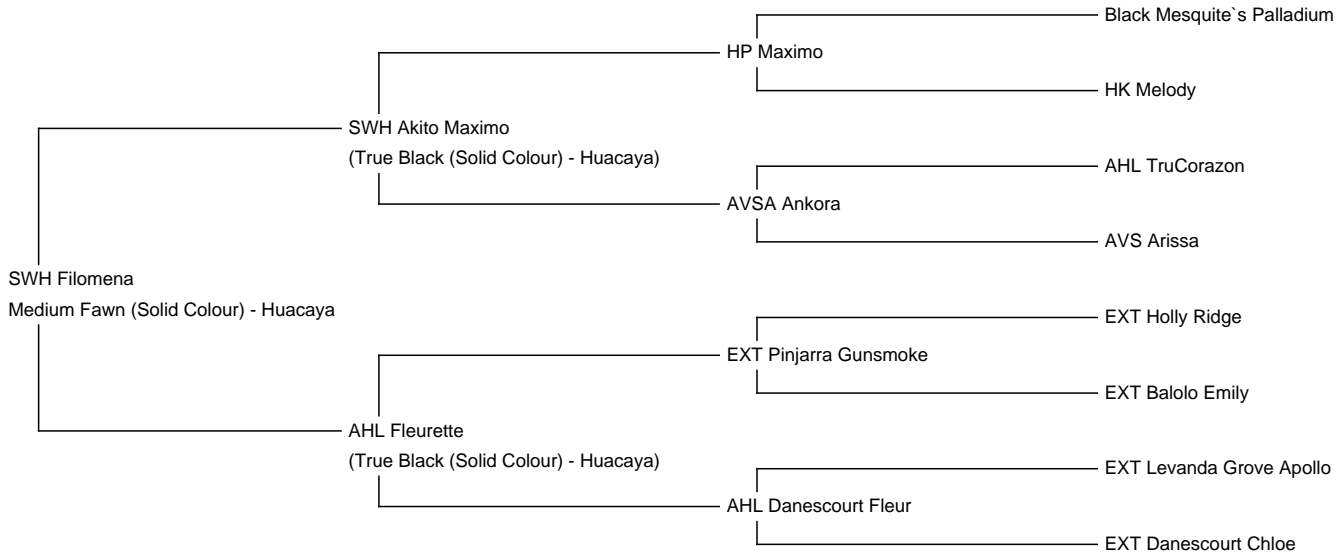 Black Mesquite`s Palladium
HP Maximo
HK Melody
SWH Akito Maximo
(True Black (Solid Colour) - Huacaya)
AHL TruCorazon
AVSA Ankora
AVS Arissa
SWH Filomena
Medium Fawn (Solid Colour) - Huacaya
EXT Holly Ridge
EXT Pinjarra Gunsmoke
EXT Balolo Emily
AHL Fleurette
(True Black (Solid Colour) - Huacaya)
EXT Levanda Grove Apollo
AHL Danescourt Fleur
EXT Danescourt Chloe